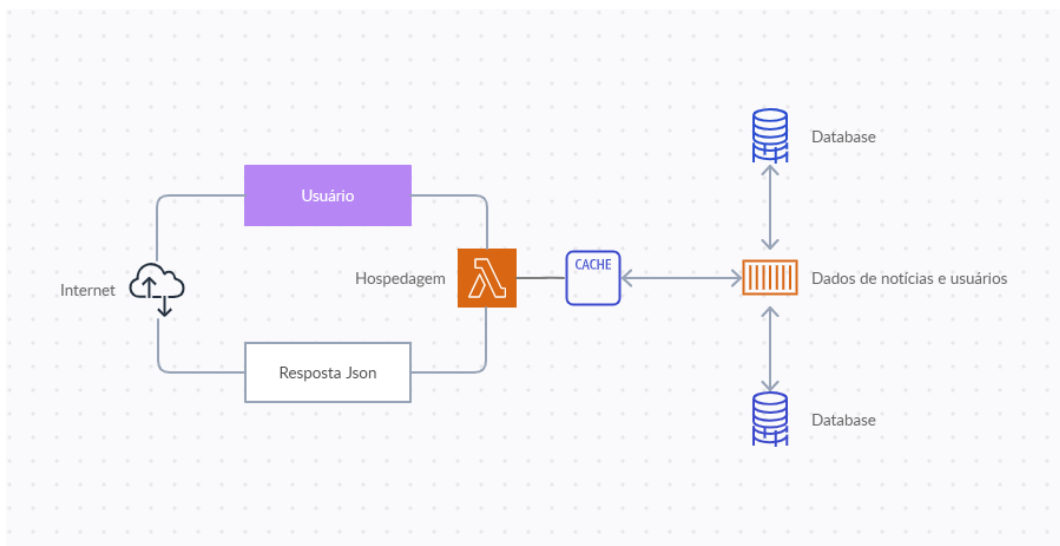 Database
Usuário
CACHE
Internet
Hospedagem
Dados de notícias e usuários
Resposta Json
Database